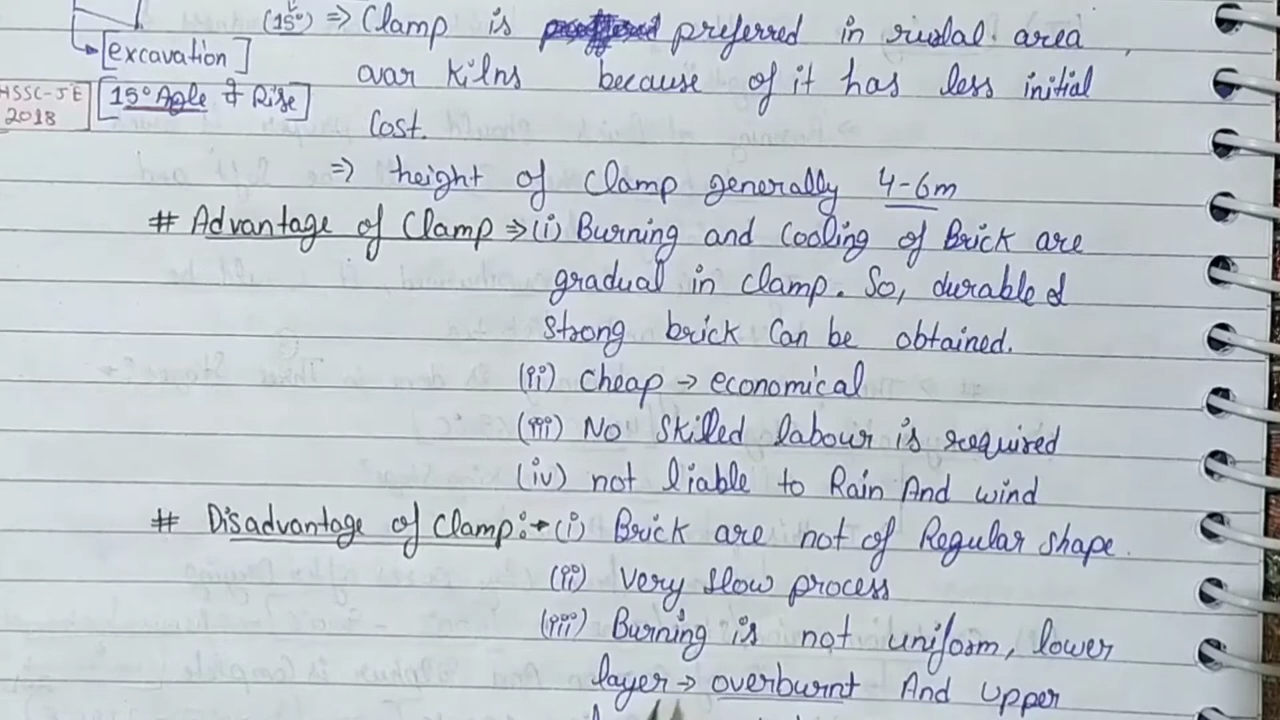 (15°) ⇒ Clamp is preferred in rural area
[excavation]
over kilns because of it has less initial
HSSC-JE 2018
[15° Agle of Rise]
Cost.
⇒ height of clamp generally 4-6m
# Advantage of Clamp ⇒ (i) Burning and Cooling of Brick are
gradual in clamp. So, durable &
strong brick Can be obtained.
(ii) Cheap → economical
(iii) No Skilled labour is required
(iv) not liable to Rain And wind
# Disadvantage of Clamp:→ (i) Brick are not of Regular shape.
(ii) Very slow process
(iii) Burning is not uniform, lower
layer → overburnt And Upper